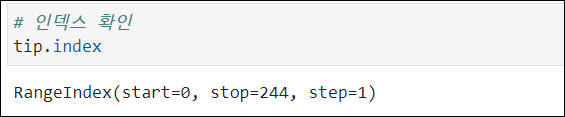 # 인덱스 확인
tip.index
RangeIndex(start=0, stop=244, step=1)